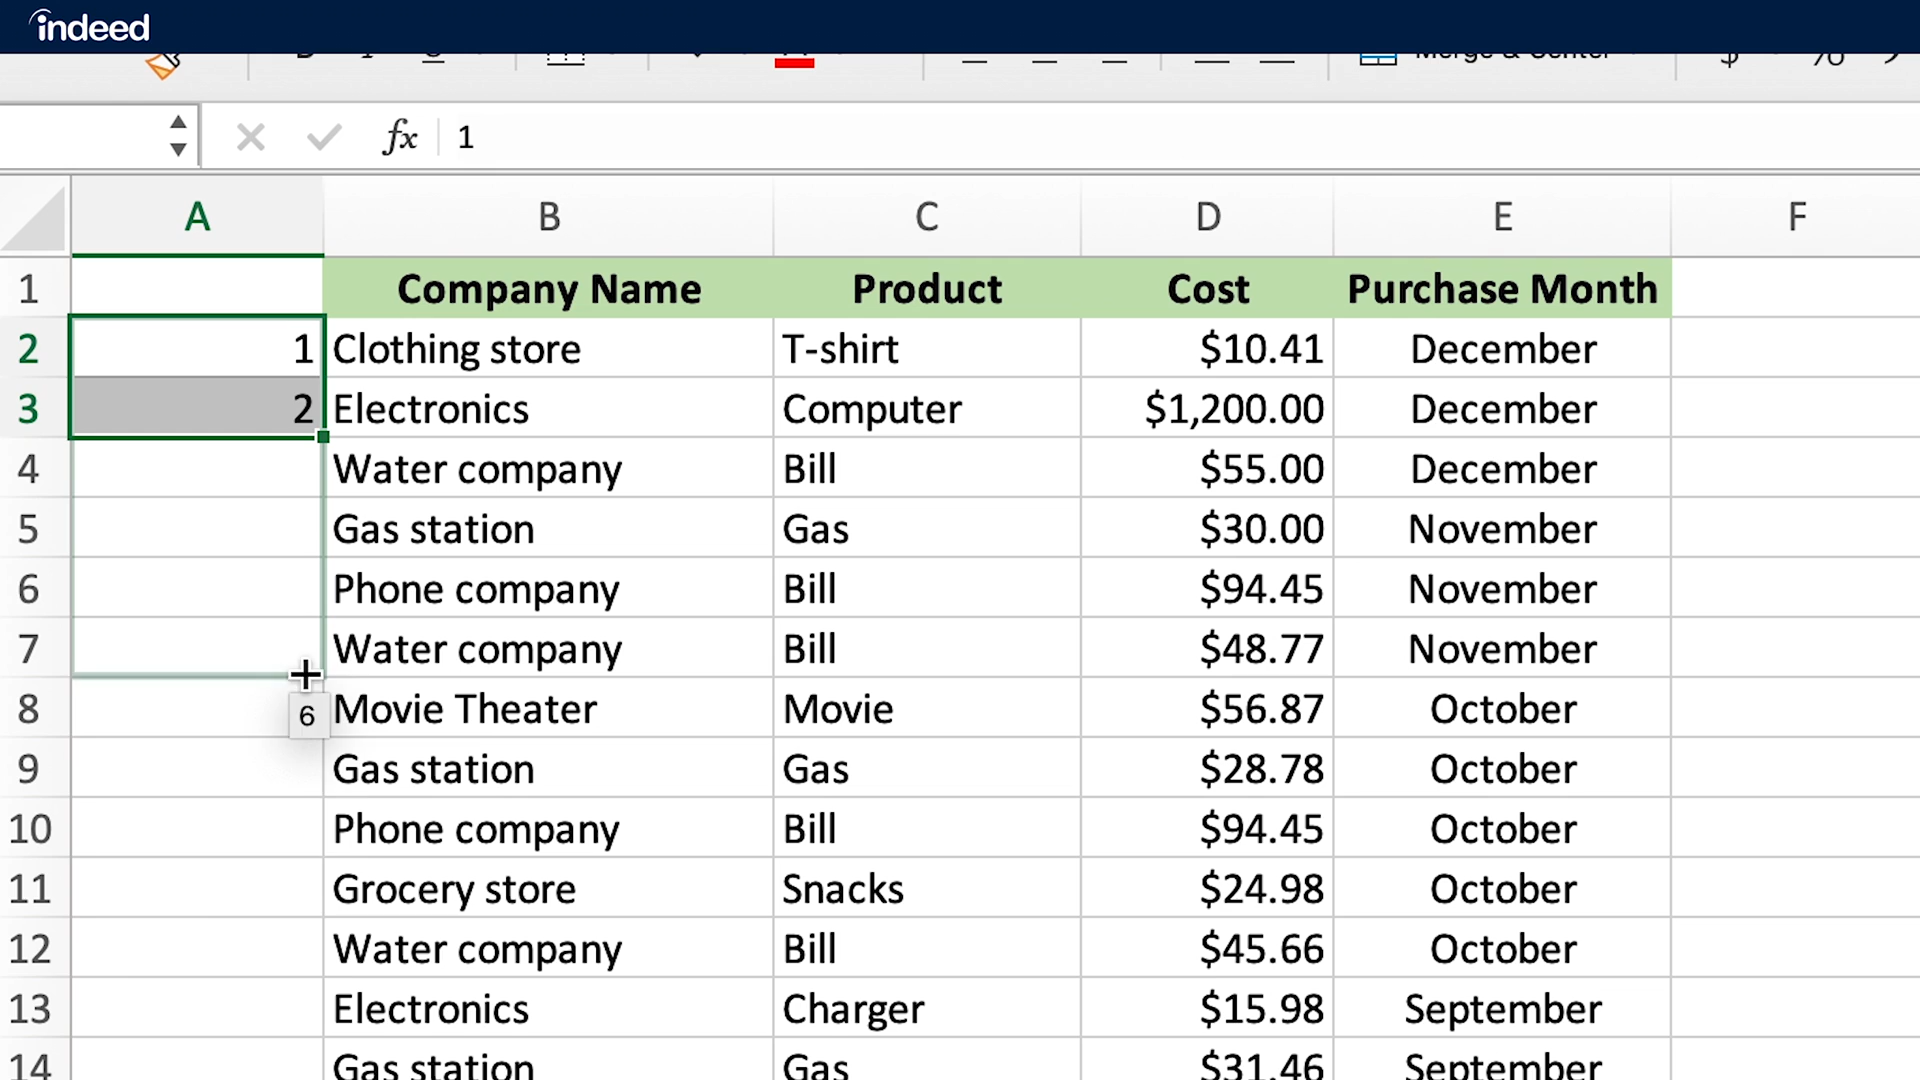 indeed
Merge & Center $ %
fx 1
A B C D E F
1 Company Name Product Cost Purchase Month
2 1 Clothing store T-shirt $10.41 December
3 2 Electronics Computer $1,200.00 December
4 Water company Bill $55.00 December
5 Gas station Gas $30.00 November
6 Phone company Bill $94.45 November
7 Water company Bill $48.77 November
8 6 Movie Theater Movie $56.87 October
9 Gas station Gas $28.78 October
10 Phone company Bill $94.45 October
11 Grocery store Snacks $24.98 October
12 Water company Bill $45.66 October
13 Electronics Charger $15.98 September
14 Gas station Gas $31.46 September